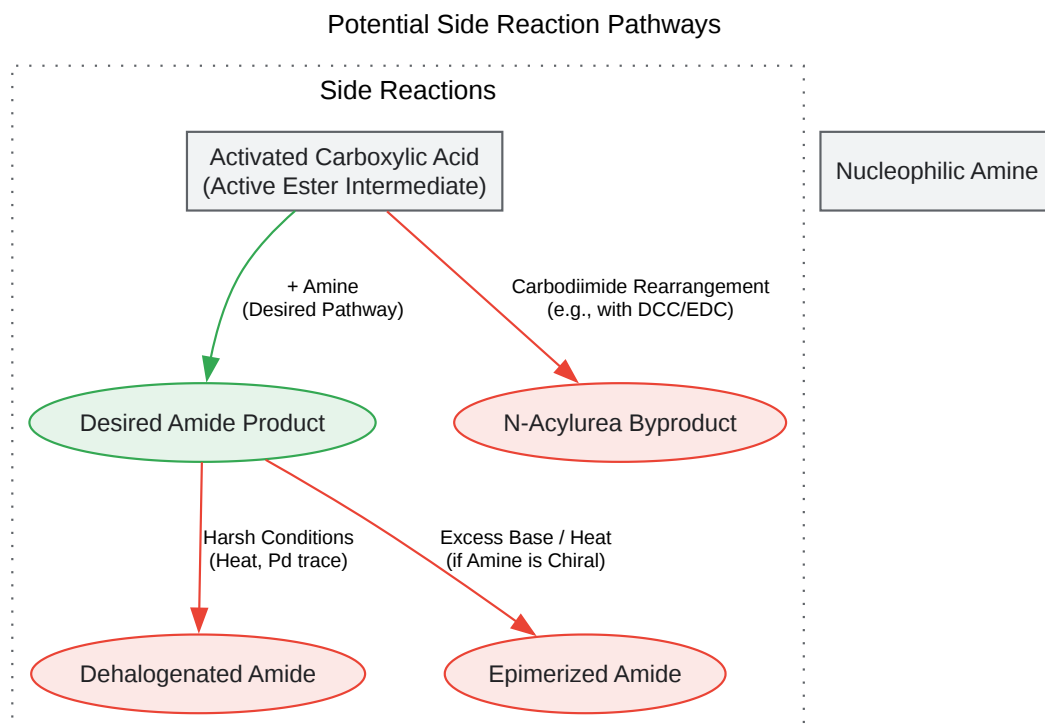 Potential Side Reaction Pathways
Side Reactions
Activated Carboxylic Acid
(Active Ester Intermediate)
Nucleophilic Amine
+ Amine
(Desired Pathway)
Carbodiimide Rearrangement
(e.g., with DCC/EDC)
Desired Amide Product
N-Acylurea Byproduct
Harsh Conditions
(Heat, Pd trace)
Excess Base / Heat
(if Amine is Chiral)
Dehalogenated Amide
Epimerized Amide